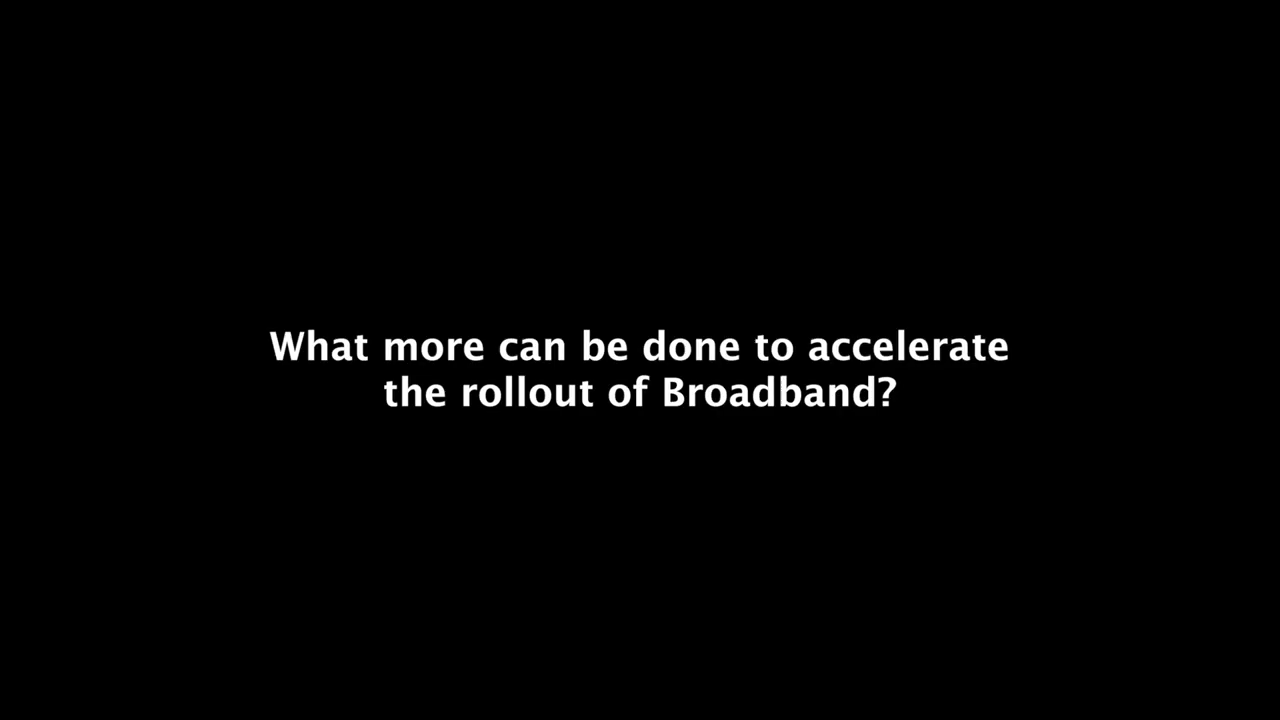 What more can be done to accelerate
the rollout of Broadband?